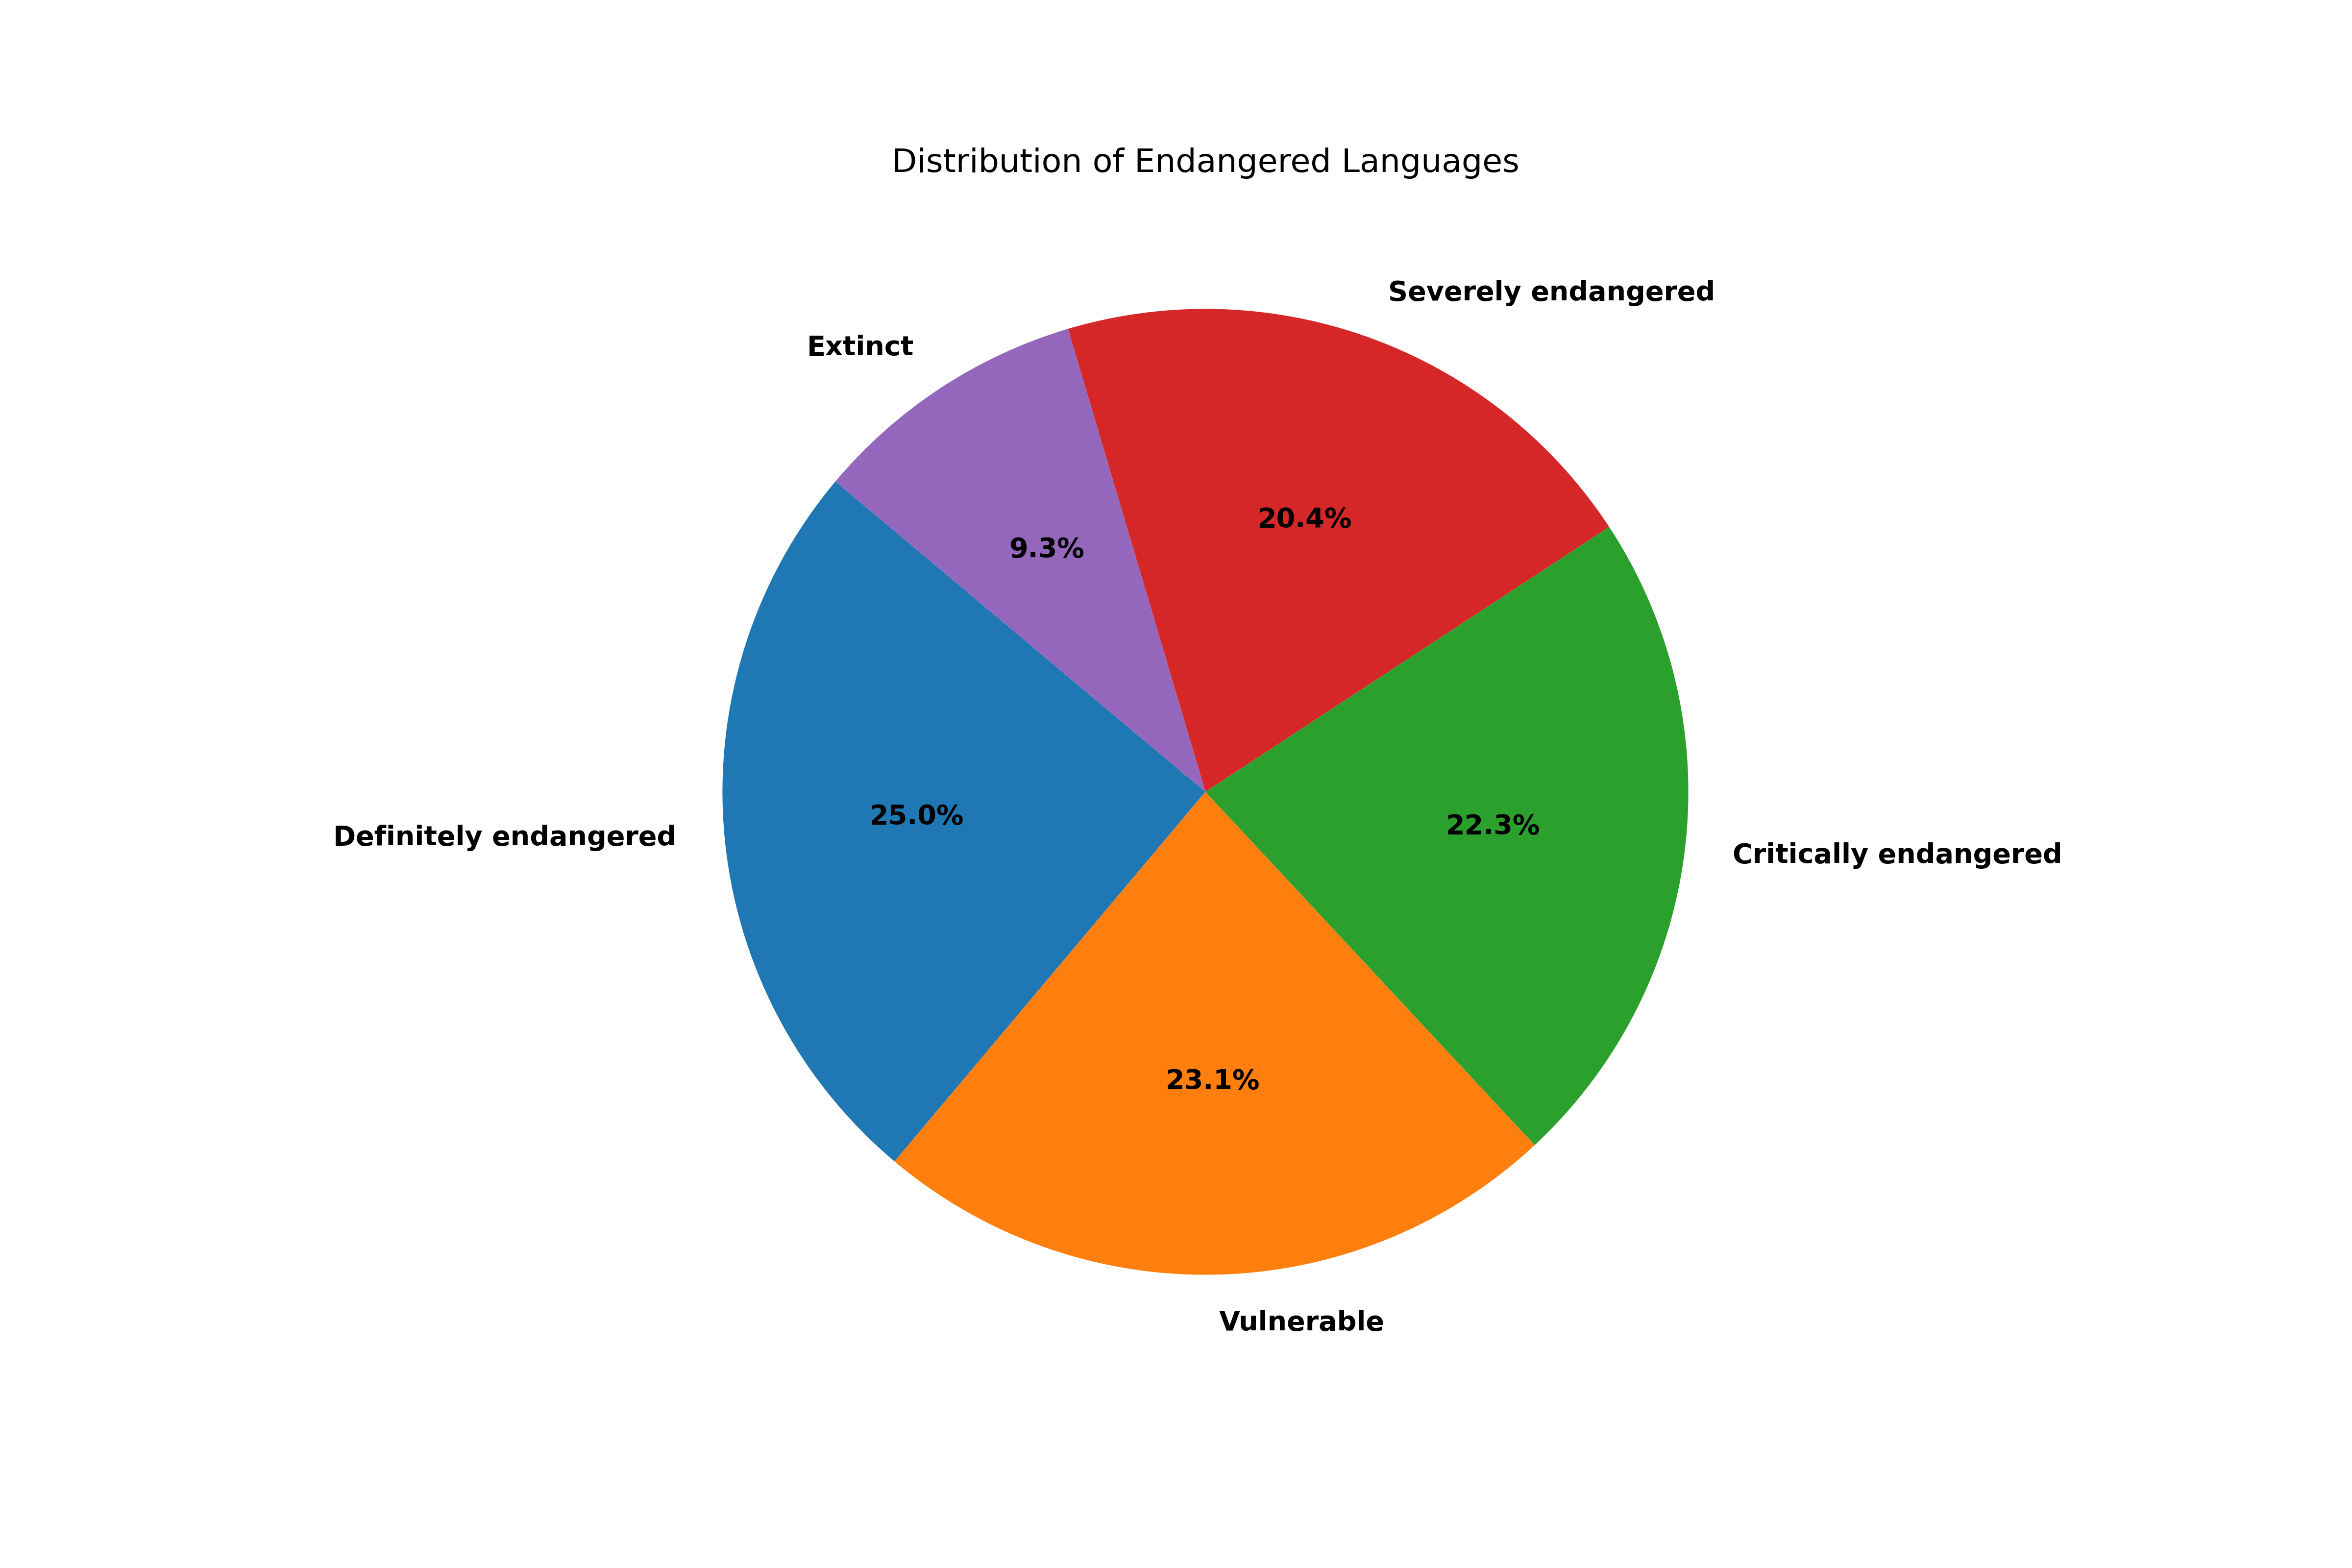 Distribution of Endangered Languages
Severely endangered
Extinct
20.4%
9.3%
25.0%
22.3%
Definitely endangered
Critically endangered
23.1%
Vulnerable